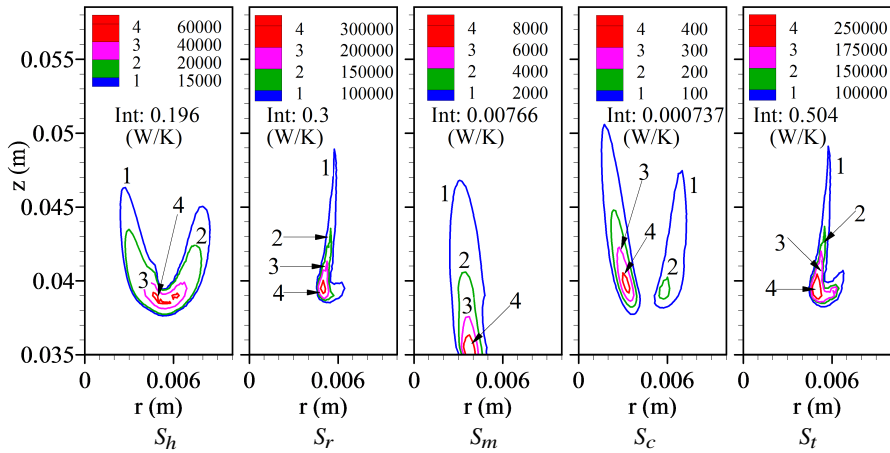 4 60000
3 40000
2 20000
1 15000
Int: 0.196
(W/K)
1
4
2
3
4 300000
3 200000
2 150000
1 100000
Int: 0.3
(W/K)
1
2
3
4
4 8000
3 6000
2 4000
1 2000
Int: 0.00766
(W/K)
1
2
3
4
4 400
3 300
2 200
1 100
Int: 0.000737
(W/K)
3
1
4
2
4 250000
3 175000
2 150000
1 100000
Int: 0.504
(W/K)
1
2
3
4
z (m)
0.055
0.05
0.045
0.04
0.035
0 0.006
0 0.006
0 0.006
0 0.006
0 0.006
r (m)
r (m)
r (m)
r (m)
r (m)
S_h
S_r
S_m
S_c
S_t